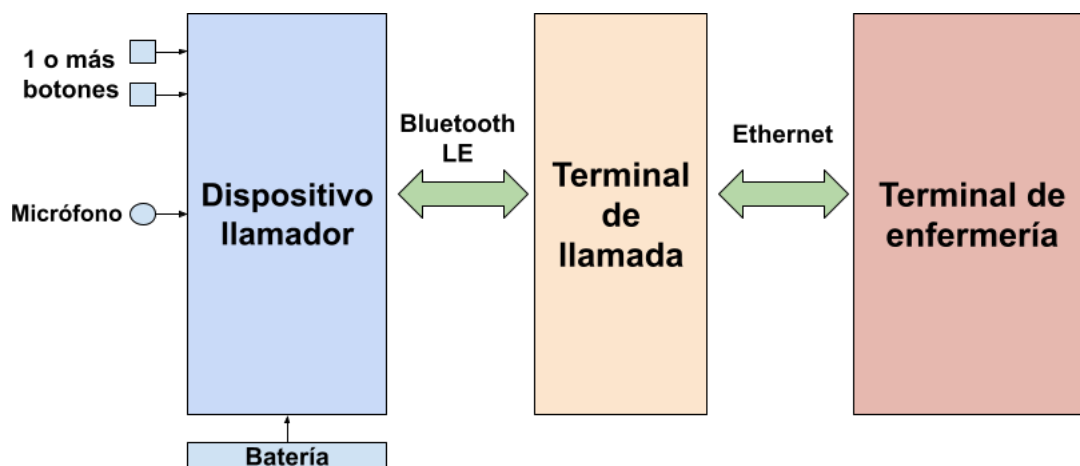 1 o más
botones
Micrófono
Dispositivo
llamador
Batería
Bluetooth
LE
Terminal
de
llamada
Ethernet
Terminal de
enfermería